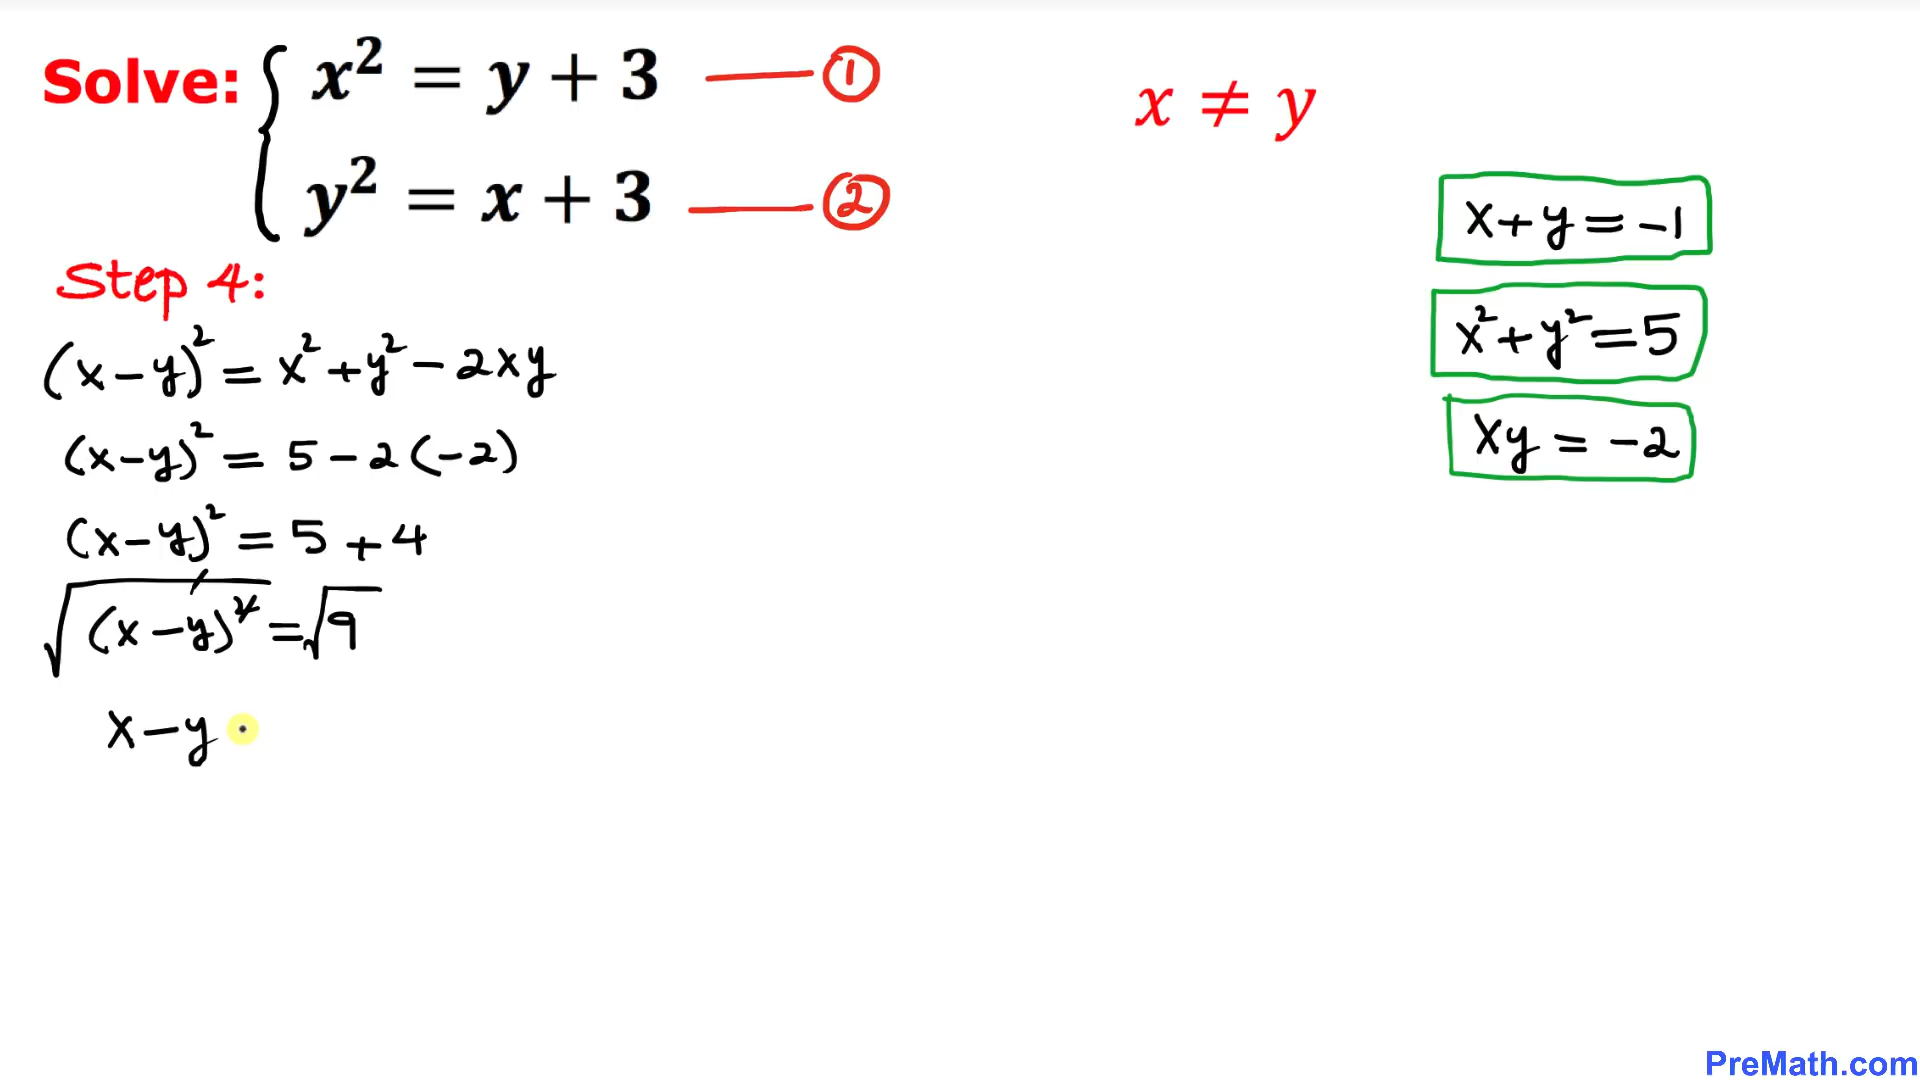 Solve: { x² = y + 3 —— ①
y² = x + 3 —— ②
x ≠ y
x + y = -1
x² + y² = 5
xy = -2
Step 4:
(x - y)² = x² + y² - 2xy
(x - y)² = 5 - 2(-2)
(x - y)² = 5 + 4
√(x - y)² = √9
x - y
PreMath.com